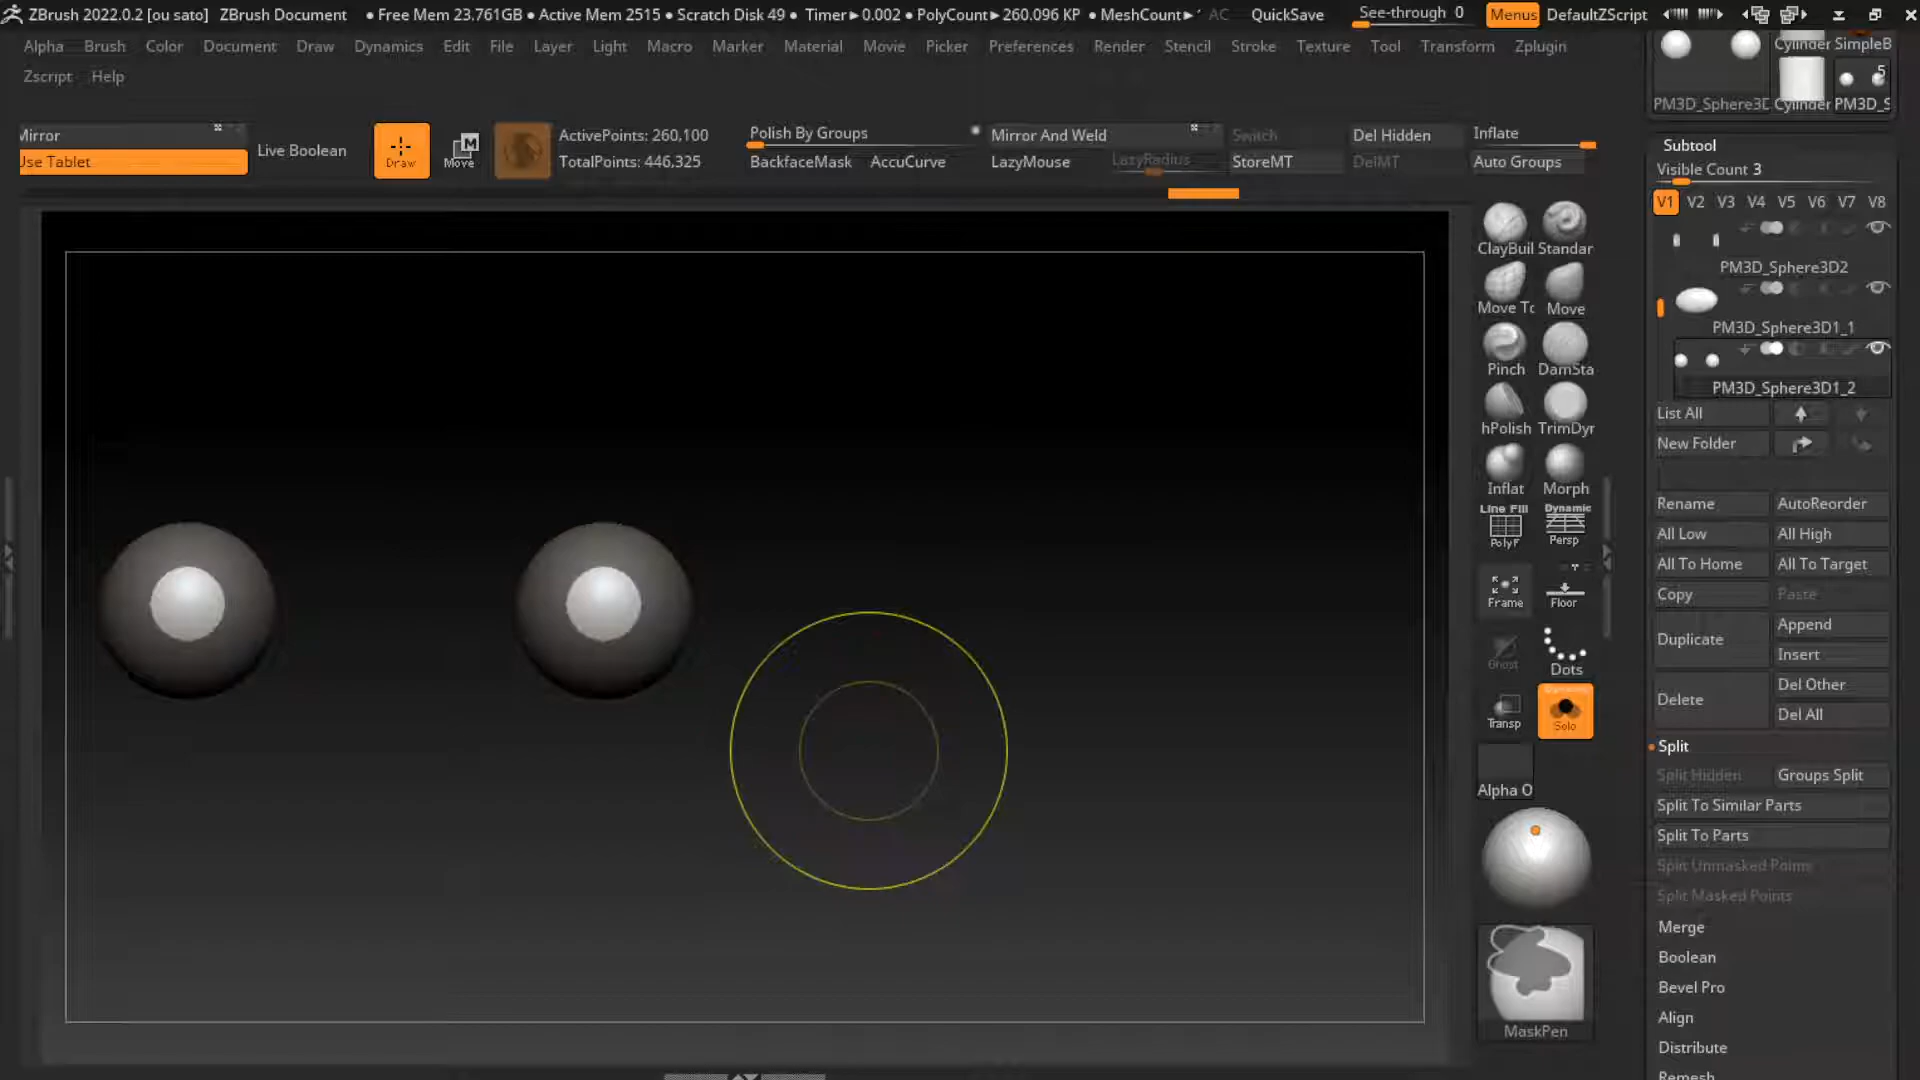 ZBrush 2022.0.2 [ou sato] ZBrush Document • Free Mem 23.761GB • Active Mem 2515 • Scratch Disk 49 • Timer►0.002 • PolyCount►260.096 KP • MeshCount► AC QuickSave See-through 0 Menus DefaultZScript
Alpha Brush Color Document Draw Dynamics Edit File Layer Light Macro Marker Material Movie Picker Preferences Render Stencil Stroke Texture Tool Transform Zplugin
Zscript Help
Cylinder SimpleB
5
PM3D_Sphere3D Cylinder PM3D_S
Mirror
Use Tablet
Live Boolean
Draw
Move
ActivePoints: 260,100
TotalPoints: 446,325
Polish By Groups
BackfaceMask AccuCurve
Mirror And Weld
LazyMouse LazyRadius
Switch Del Hidden
StoreMT DelMT
Inflate
Auto Groups
Subtool
Visible Count 3
V1 V2 V3 V4 V5 V6 V7 V8
PM3D_Sphere3D2
PM3D_Sphere3D1_1
PM3D_Sphere3D1_2
List All
New Folder
Rename AutoReorder
All Low All High
All To Home All To Target
Copy Paste
Duplicate Append
Insert
Delete Del Other
Del All
Split
Split Hidden Groups Split
Split To Similar Parts
Split To Parts
Split Unmasked Points
Split Masked Points
Merge
Boolean
Bevel Pro
Align
Distribute
Remesh
ClayBuil Standar
Move To Move
Pinch DamSta
hPolish TrimDyr
Inflat Morph
Line Fill Dynamic
PolyF Persp
Frame Floor
Ghost Dots
Transp Dynamic
Solo
Alpha O
MaskPen